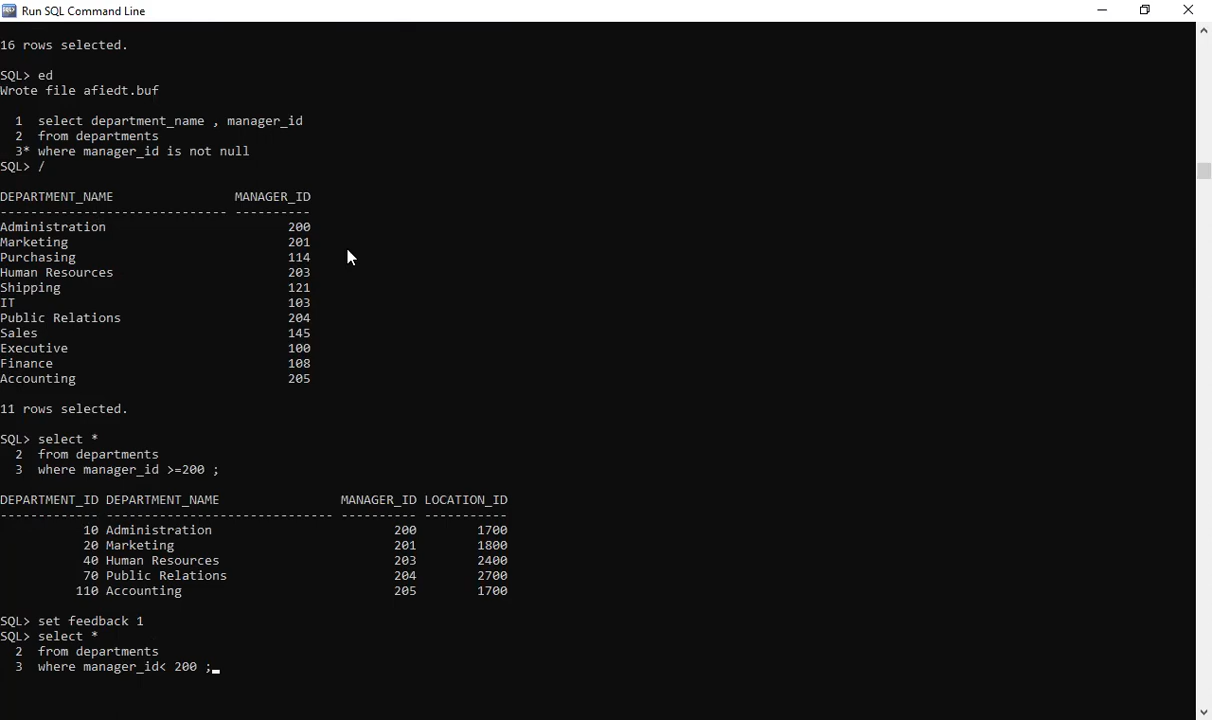 Run SQL Command Line
16 rows selected.
SQL> ed
Wrote file afiedt.buf
1 select department_name , manager_id
2 from departments
3* where manager_id is not null
SQL> /
DEPARTMENT_NAME MANAGER_ID
------------------------------ ----------
Administration 200
Marketing 201
Purchasing 114
Human Resources 203
Shipping 121
IT 103
Public Relations 204
Sales 145
Executive 100
Finance 108
Accounting 205
11 rows selected.
SQL> select *
2 from departments
3 where manager_id >=200 ;
DEPARTMENT_ID DEPARTMENT_NAME MANAGER_ID LOCATION_ID
------------- ------------------------------ ---------- -----------
10 Administration 200 1700
20 Marketing 201 1800
40 Human Resources 203 2400
70 Public Relations 204 2700
110 Accounting 205 1700
SQL> set feedback 1
SQL> select *
2 from departments
3 where manager_id< 200 ;